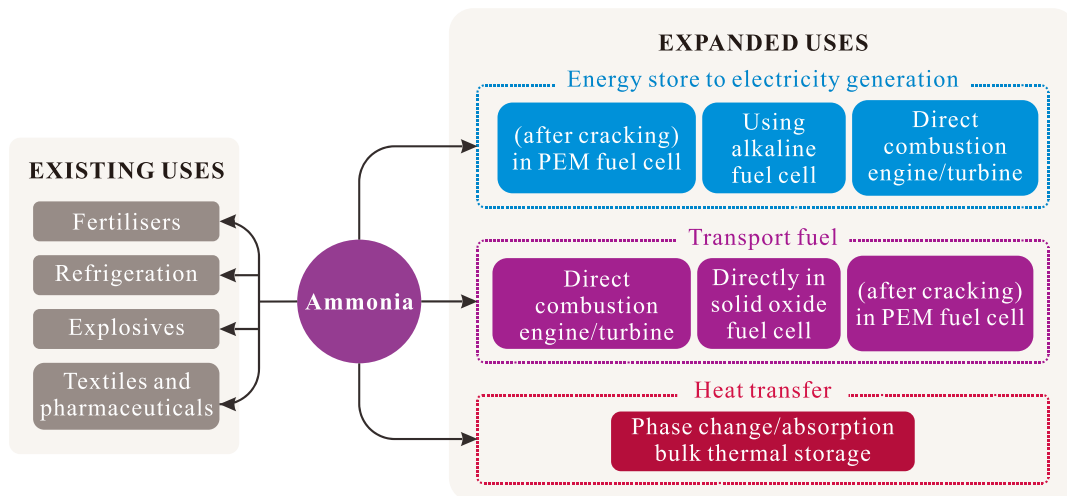 EXISTING USES
Fertilisers
Refrigeration
Explosives
Textiles and
pharmaceuticals
Ammonia
EXPANDED USES
Energy store to electricity generation
(after cracking)
in PEM fuel cell
Using
alkaline
fuel cell
Direct
combustion
engine/turbine
Transport fuel
Direct
combustion
engine/turbine
Directly in
solid oxide
fuel cell
(after cracking)
in PEM fuel cell
Heat transfer
Phase change/absorption
bulk thermal storage